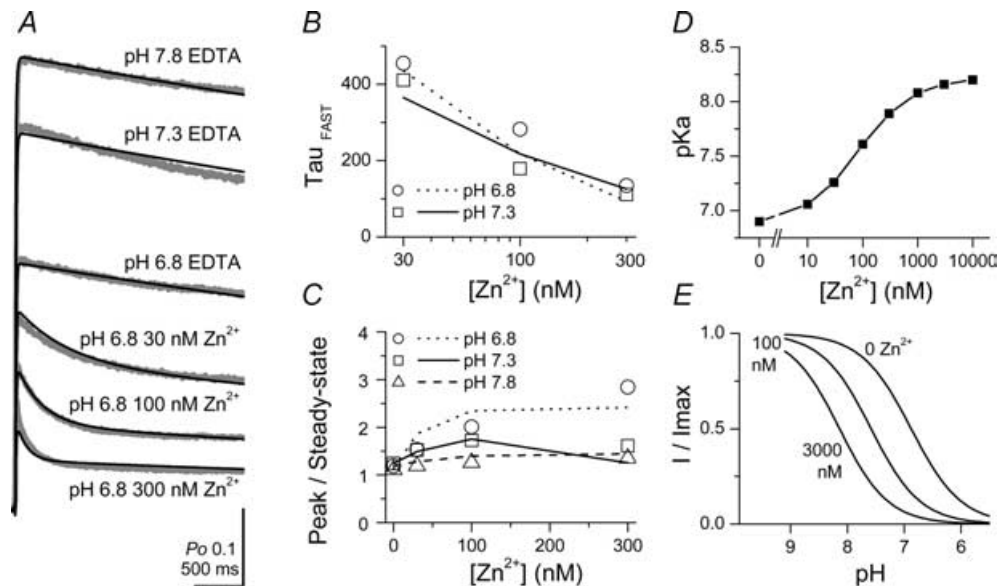 A
pH 7.8 EDTA
pH 7.3 EDTA
pH 6.8 EDTA
pH 6.8 30 nM Zn²⁺
pH 6.8 100 nM Zn²⁺
pH 6.8 300 nM Zn²⁺
Po 0.1
500 ms
B
Tau FAST
400
200
0
pH 6.8
pH 7.3
30
100
300
[Zn²⁺] (nM)
C
Peak / Steady-state
4
3
2
1
0
pH 6.8
pH 7.3
pH 7.8
0
100
200
300
[Zn²⁺] (nM)
D
pKa
8.5
8.0
7.5
7.0
0
10
100
1000
10000
[Zn²⁺] (nM)
E
I / Imax
1.0
0.5
0.0
100
nM
0 Zn²⁺
3000
nM
9
8
7
6
pH